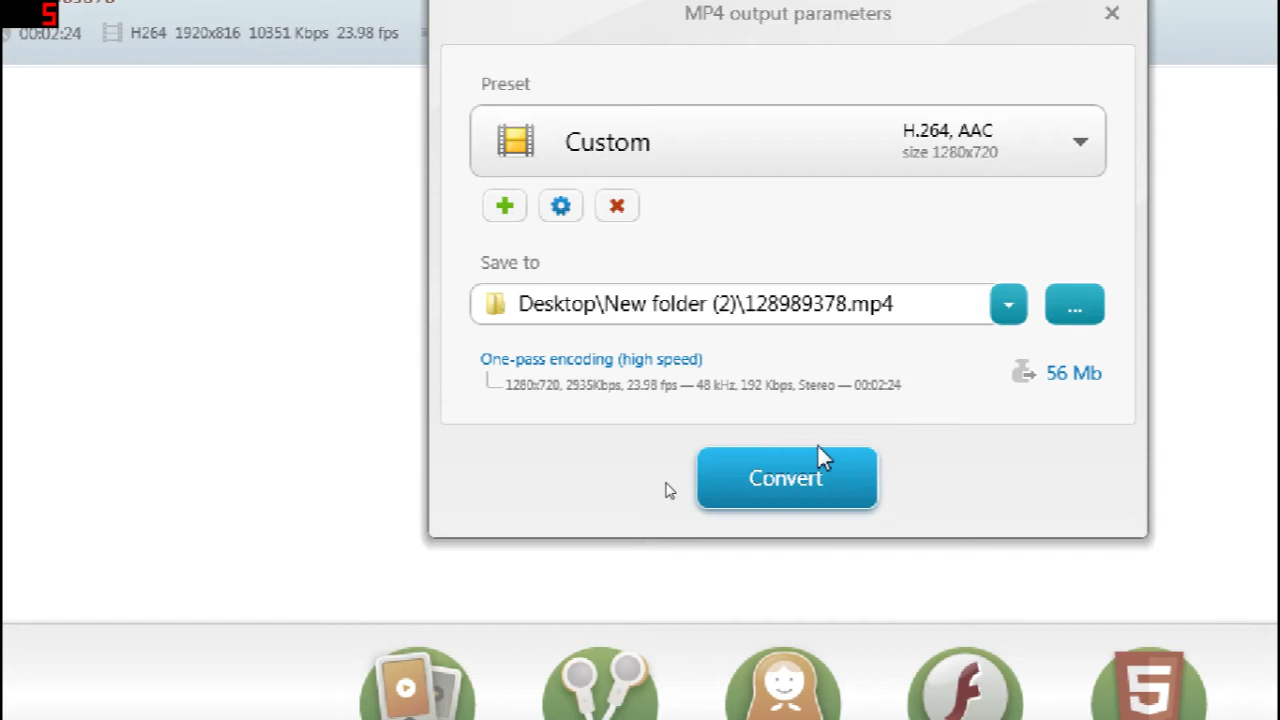 5
00:02:24 H264 1920x816 10351 Kbps 23.98 fps
MP4 output parameters
Preset
Custom
H.264, AAC
size 1280x720
Save to
Desktop\New folder (2)\128989378.mp4
...
One-pass encoding (high speed)
1280x720, 2935Kbps, 23.98 fps — 48 kHz, 192 Kbps, Stereo — 00:02:24
56 Mb
Convert
5